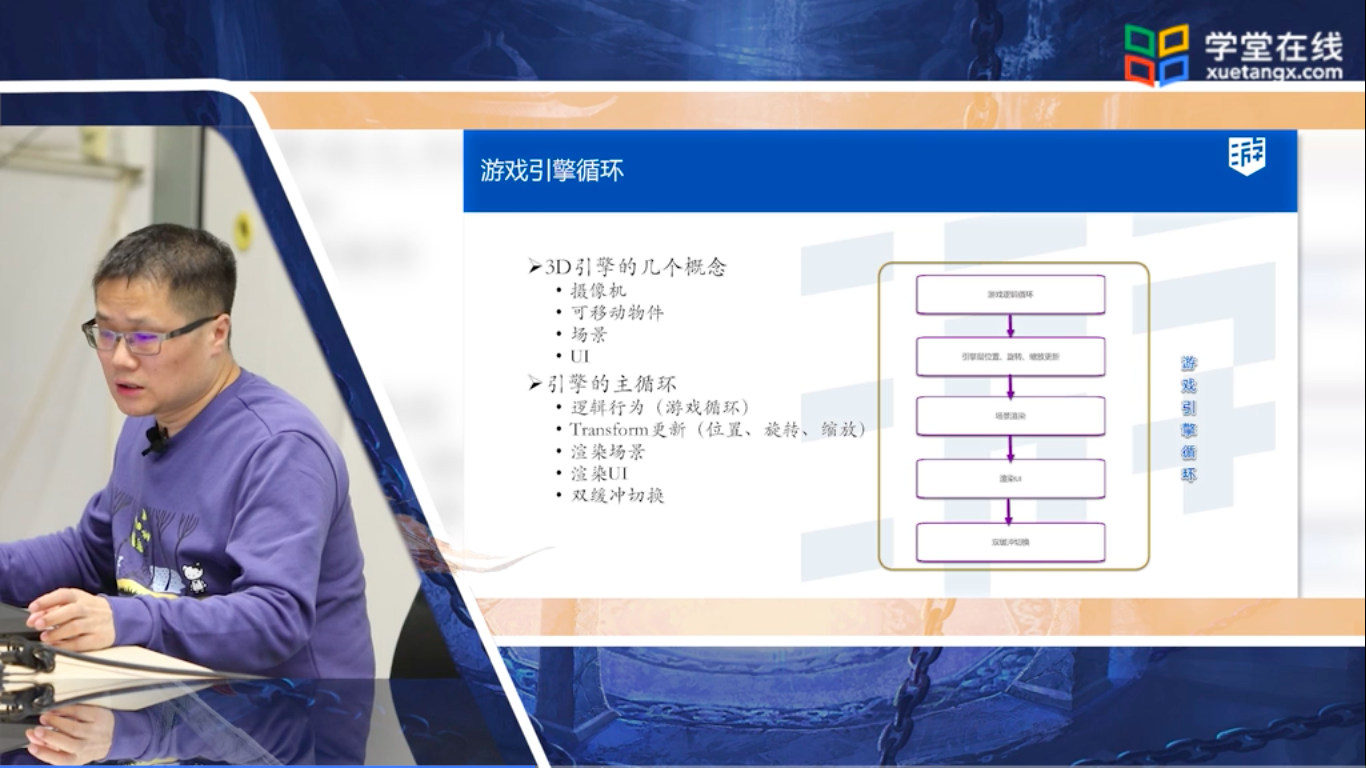 学堂在线
xuetangx.com
游戏引擎循环
➢3D引擎的几个概念
• 摄像机
• 可移动物件
• 场景
• UI
➢引擎的主循环
• 逻辑行为（游戏循环）
• Transform更新（位置、旋转、缩放）
• 渲染场景
• 渲染UI
• 双缓冲切换
游戏逻辑循环
引擎层位置、旋转、缩放更新
场景渲染
渲染UI
双缓冲切换
游戏引擎循环
游